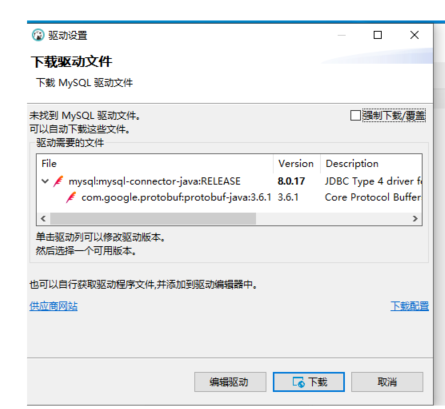 驱动设置
下载驱动文件
下载 MySQL 驱动文件
未找到 MySQL 驱动文件。
强制下载/覆盖
可以自动下载这些文件。
驱动需要的文件
File Version Description
mysql:mysql-connector-java:RELEASE 8.0.17 JDBC Type 4 driver f
com.google.protobuf:protobuf-java:3.6.1 3.6.1 Core Protocol Buffer
单击驱动列可以修改驱动版本。
然后选择一个可用版本。
也可以自行获取驱动程序文件,并添加到驱动编辑器中。
供应商网站 下载配置
编辑驱动 下载 取消